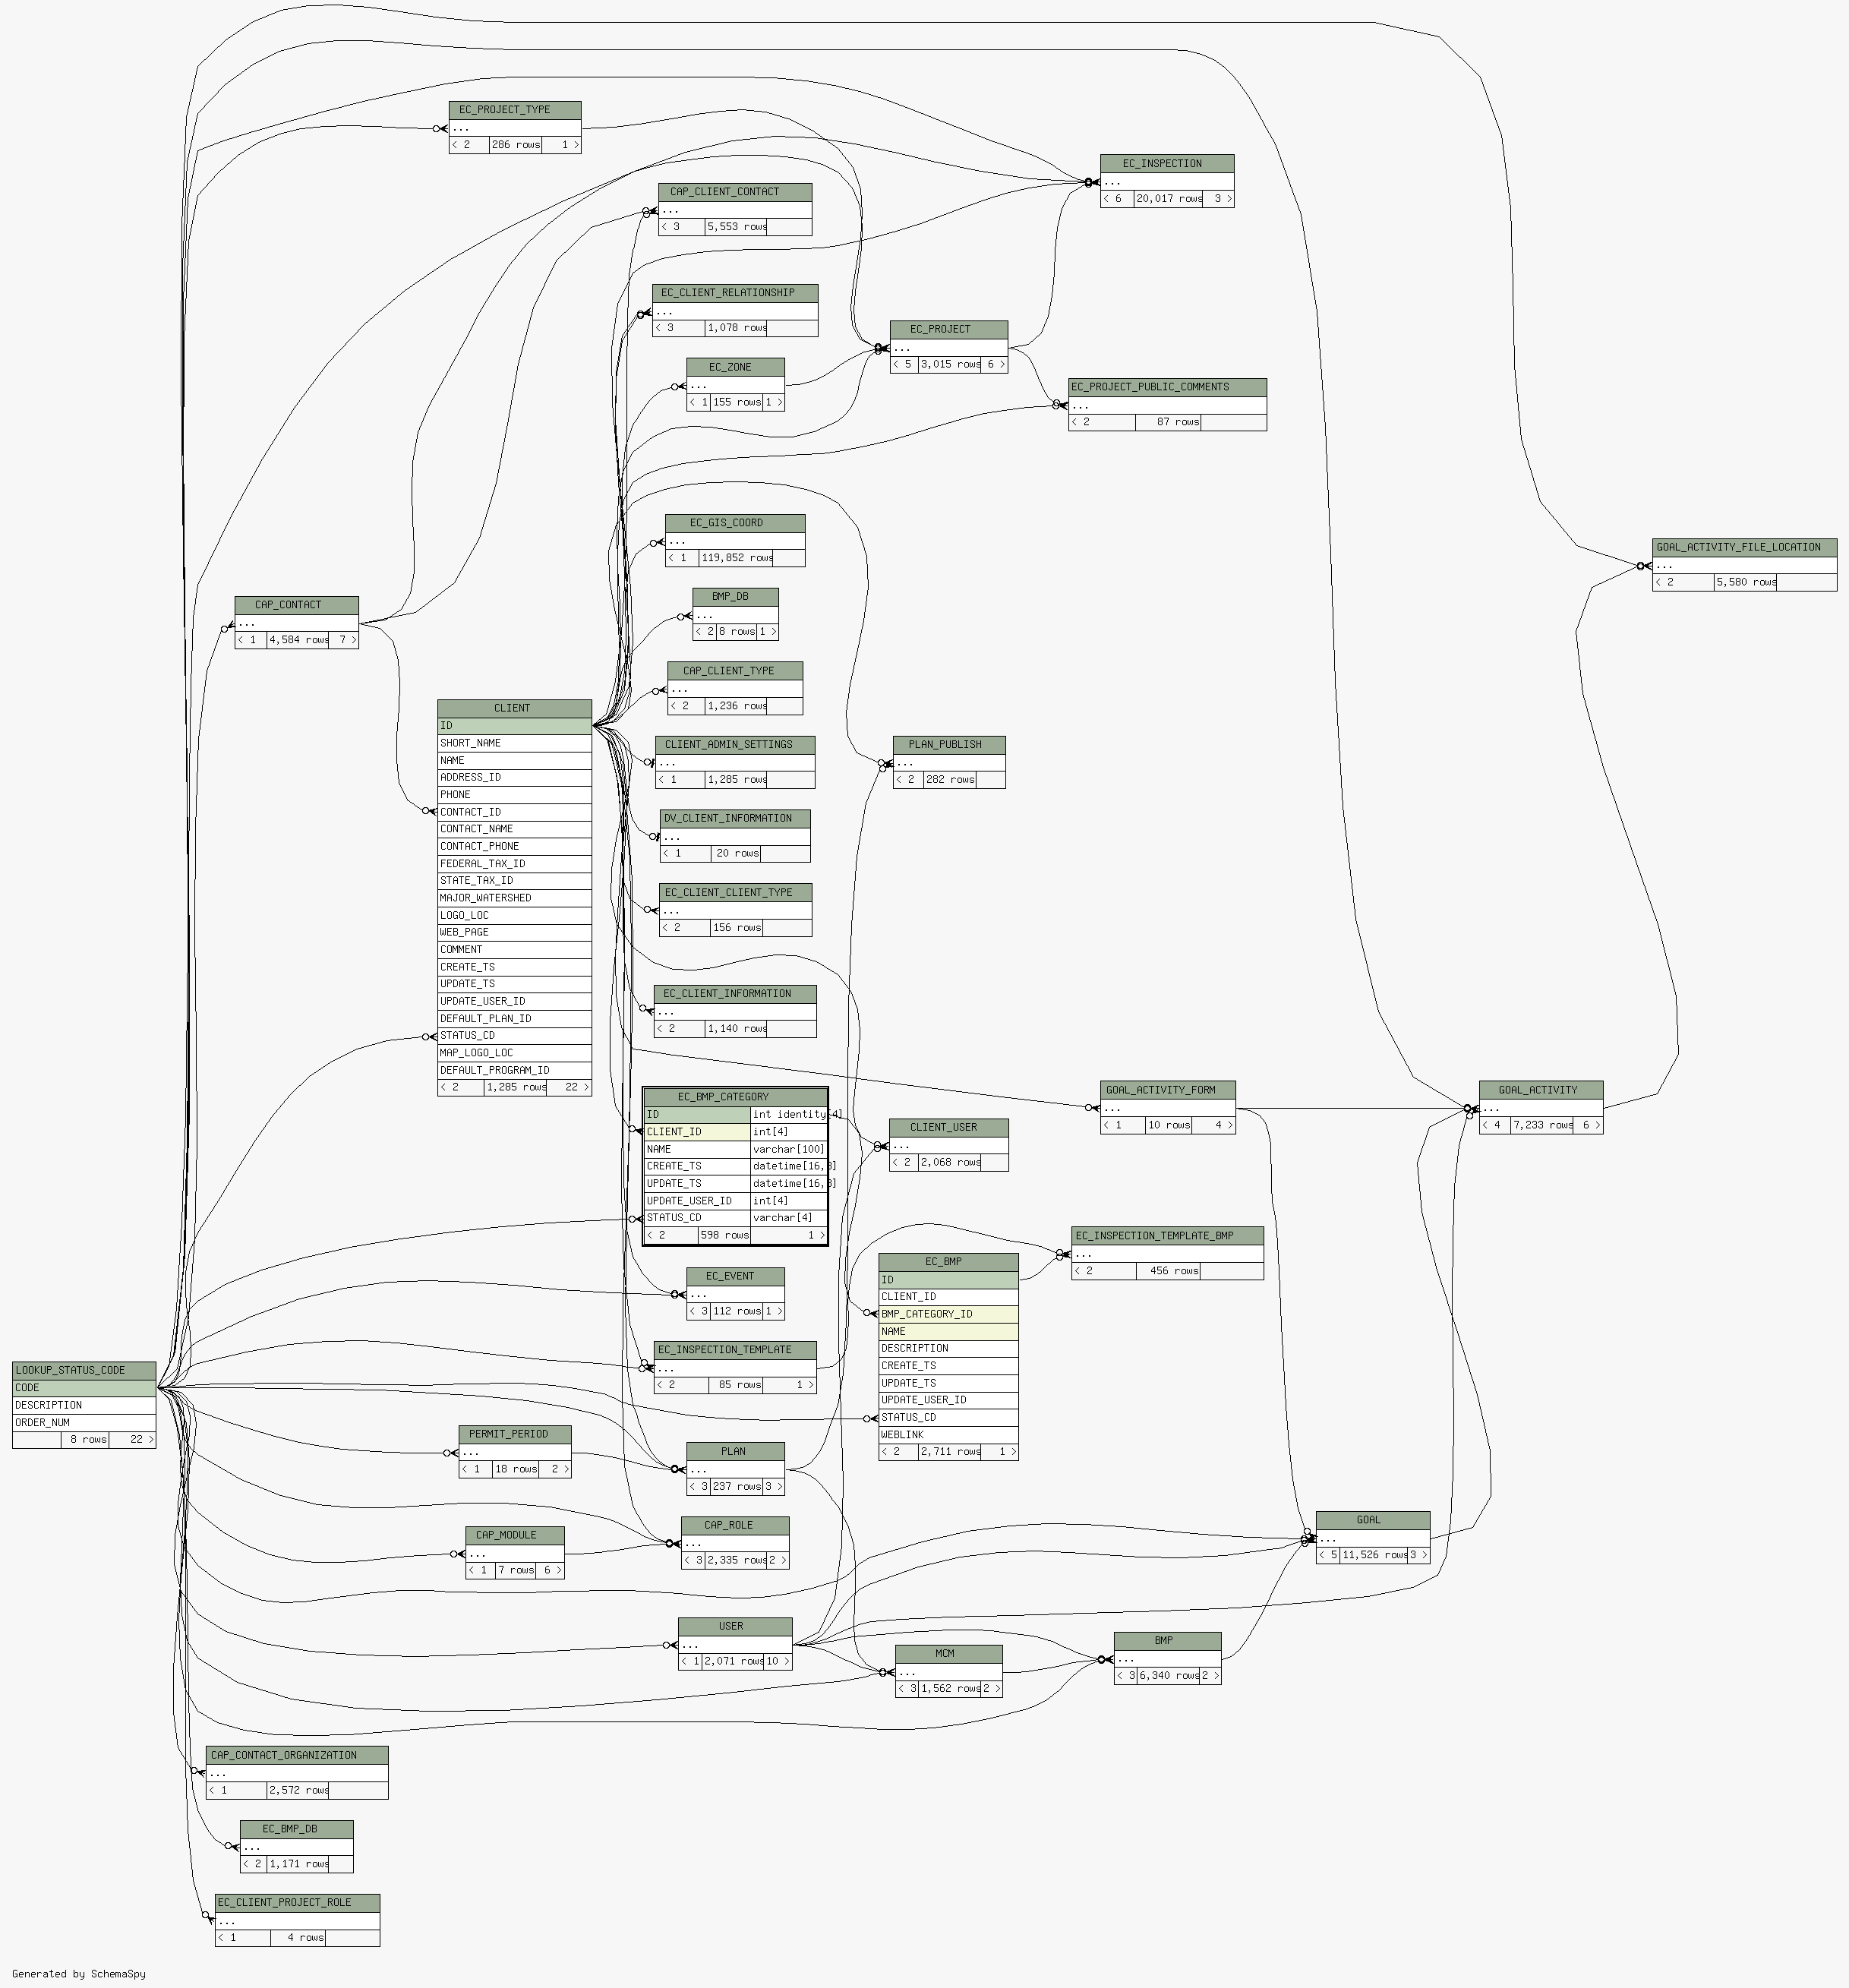 EC_PROJECT_TYPE
...
< 2 286 rows 1 >
EC_INSPECTION
...
< 6 20,017 rows 3 >
CAP_CLIENT_CONTACT
...
< 3 5,553 rows
EC_CLIENT_RELATIONSHIP
...
< 3 1,078 rows
EC_PROJECT
...
< 5 3,015 rows 6 >
EC_ZONE
...
< 1 155 rows 1 >
EC_PROJECT_PUBLIC_COMMENTS
...
< 2 87 rows
EC_GIS_COORD
...
< 1 119,852 rows
GOAL_ACTIVITY_FILE_LOCATION
...
< 2 5,580 rows
BMP_DB
...
< 2 8 rows 1 >
CAP_CONTACT
...
< 1 4,584 rows 7 >
CAP_CLIENT_TYPE
...
< 2 1,236 rows
CLIENT
ID
SHORT_NAME
NAME
ADDRESS_ID
PHONE
CONTACT_ID
CONTACT_NAME
CONTACT_PHONE
FEDERAL_TAX_ID
STATE_TAX_ID
MAJOR_WATERSHED
LOGO_LOC
WEB_PAGE
COMMENT
CREATE_TS
UPDATE_TS
UPDATE_USER_ID
DEFAULT_PLAN_ID
STATUS_CD
MAP_LOGO_LOC
DEFAULT_PROGRAM_ID
< 2 1,285 rows 22 >
CLIENT_ADMIN_SETTINGS
...
< 1 1,285 rows
PLAN_PUBLISH
...
< 2 282 rows
DV_CLIENT_INFORMATION
...
< 1 20 rows
EC_CLIENT_CLIENT_TYPE
...
< 2 156 rows
EC_CLIENT_INFORMATION
...
< 2 1,140 rows
EC_BMP_CATEGORY
ID int identity[4]
CLIENT_ID int[4]
NAME varchar[100]
CREATE_TS datetime[16,3]
UPDATE_TS datetime[16,3]
UPDATE_USER_ID int[4]
STATUS_CD varchar[4]
< 2 598 rows 1 >
GOAL_ACTIVITY_FORM
...
< 1 10 rows 4 >
GOAL_ACTIVITY
...
< 4 7,233 rows 6 >
CLIENT_USER
...
< 2 2,068 rows
EC_INSPECTION_TEMPLATE_BMP
...
< 2 456 rows
EC_BMP
ID
CLIENT_ID
BMP_CATEGORY_ID
NAME
DESCRIPTION
CREATE_TS
UPDATE_TS
UPDATE_USER_ID
STATUS_CD
WEBLINK
< 2 2,711 rows 1 >
EC_EVENT
...
< 3 112 rows 1 >
EC_INSPECTION_TEMPLATE
...
< 2 85 rows 1 >
LOOKUP_STATUS_CODE
CODE
DESCRIPTION
ORDER_NUM
8 rows 22 >
PERMIT_PERIOD
...
< 1 18 rows 2 >
PLAN
...
< 3 237 rows 3 >
CAP_ROLE
...
< 3 2,335 rows 2 >
CAP_MODULE
...
< 1 7 rows 6 >
GOAL
...
< 5 11,526 rows 3 >
USER
...
< 1 2,071 rows 10 >
MCM
...
< 3 1,562 rows 2 >
BMP
...
< 3 6,340 rows 2 >
CAP_CONTACT_ORGANIZATION
...
< 1 2,572 rows
EC_BMP_DB
...
< 2 1,171 rows
EC_CLIENT_PROJECT_ROLE
...
< 1 4 rows
Generated by SchemaSpy